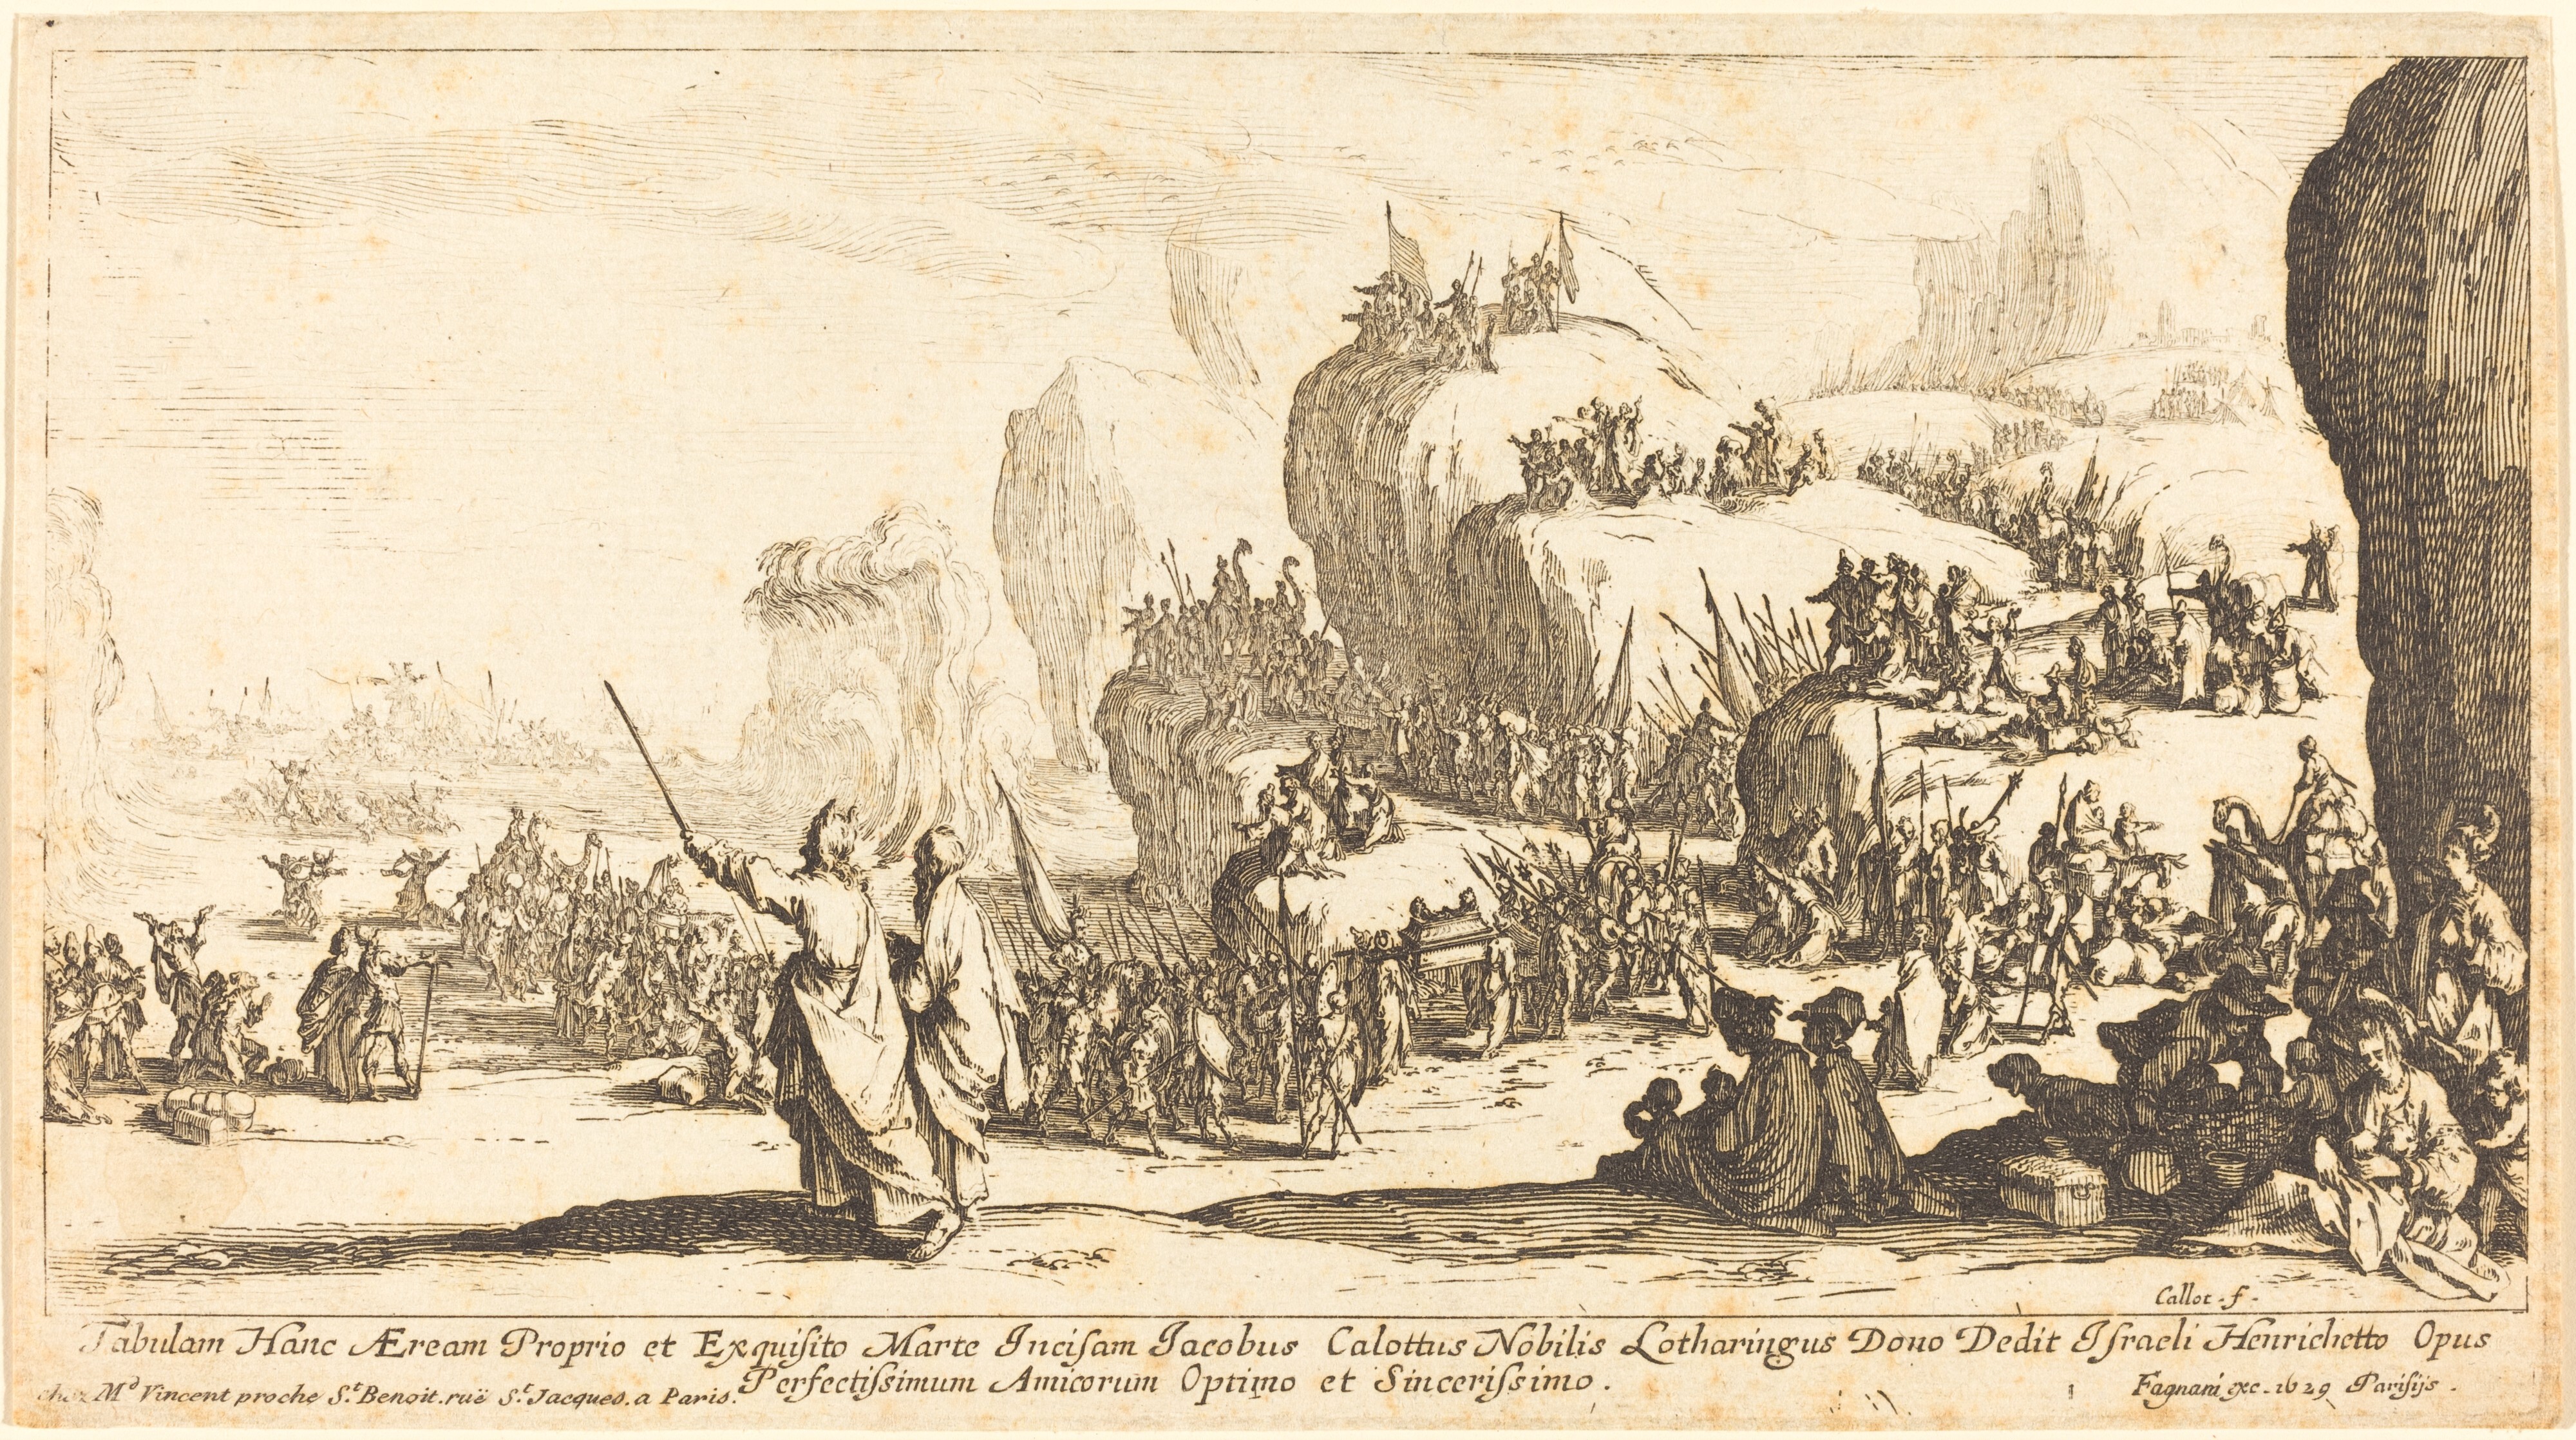 Callot. f.
Tabulam Hanc Æream Proprio et Exquiſito Marte Inciſam Iacobus Calottus Nobilis Lotharingus Dono Dedit Iſraeli Henrichetto Opus
Perfectiſsimum Amicorum Optimo et Sinceriſsimo.
chez Md Vincent proche St. Benoit. ruë St. Jacques. a Paris.
Fagnani exc. 1629 Pariſijs.